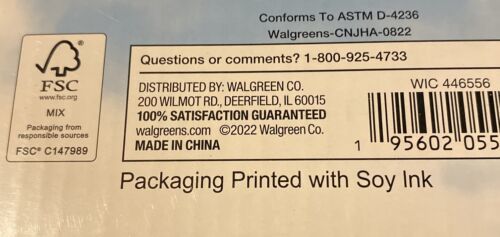 Conforms To ASTM D-4236
Walgreens-CNJHA-0822
FSC
www.fsc.org
MIX
Packaging from
responsible sources
FSC® C147989
Questions or comments? 1-800-925-4733
DISTRIBUTED BY: WALGREEN CO.
200 WILMOT RD., DEERFIELD, IL 60015
100% SATISFACTION GUARANTEED
walgreens.com ©2022 Walgreen Co.
MADE IN CHINA
WIC 446556
1 95602 055
Packaging Printed with Soy Ink